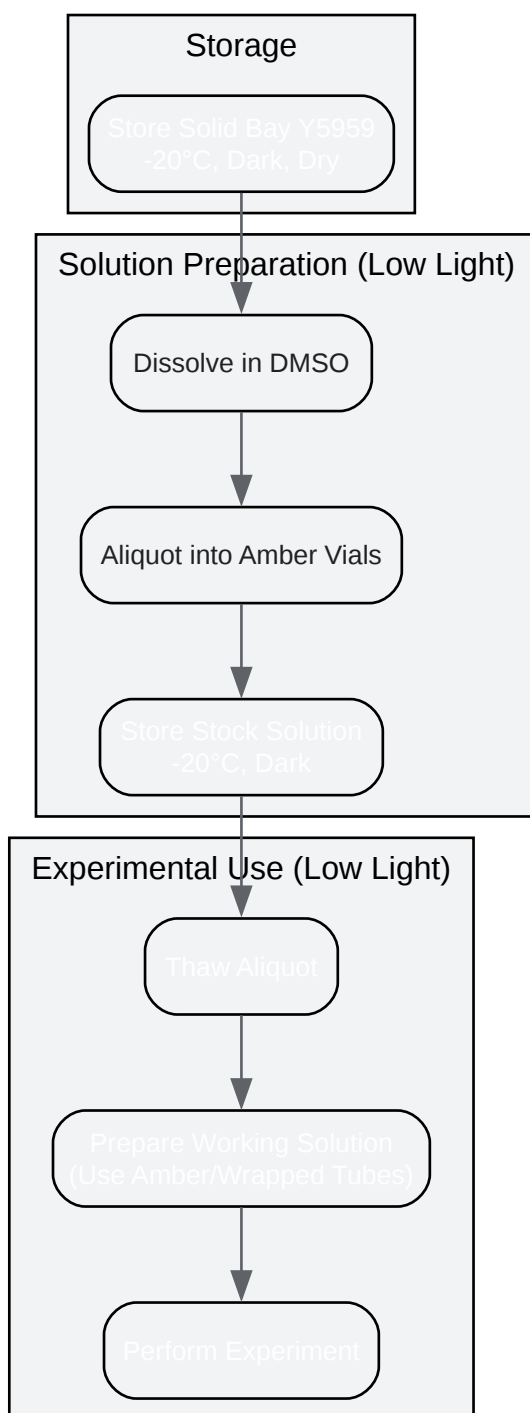 Storage
Store Solid Bay Y5959
-20°C, Dark, Dry
Solution Preparation (Low Light)
Dissolve in DMSO
Aliquot into Amber Vials
Store Stock Solution
-20°C, Dark
Experimental Use (Low Light)
Thaw Aliquot
Prepare Working Solution
(Use Amber/Wrapped Tubes)
Perform Experiment